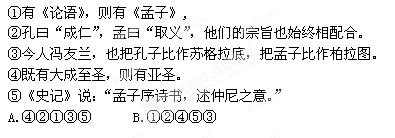 ①有《论语》，则有《孟子》，
②孔曰“成仁”，孟曰“取义”，他们的宗旨也始终相配合。
③今人冯友兰，也把孔子比作苏格拉底，把孟子比作柏拉图。
④既有大成至圣，则有亚圣。
⑤《史记》说：“孟子序诗书，述仲尼之意。”
A.④②①③⑤　　B.①②④⑤③